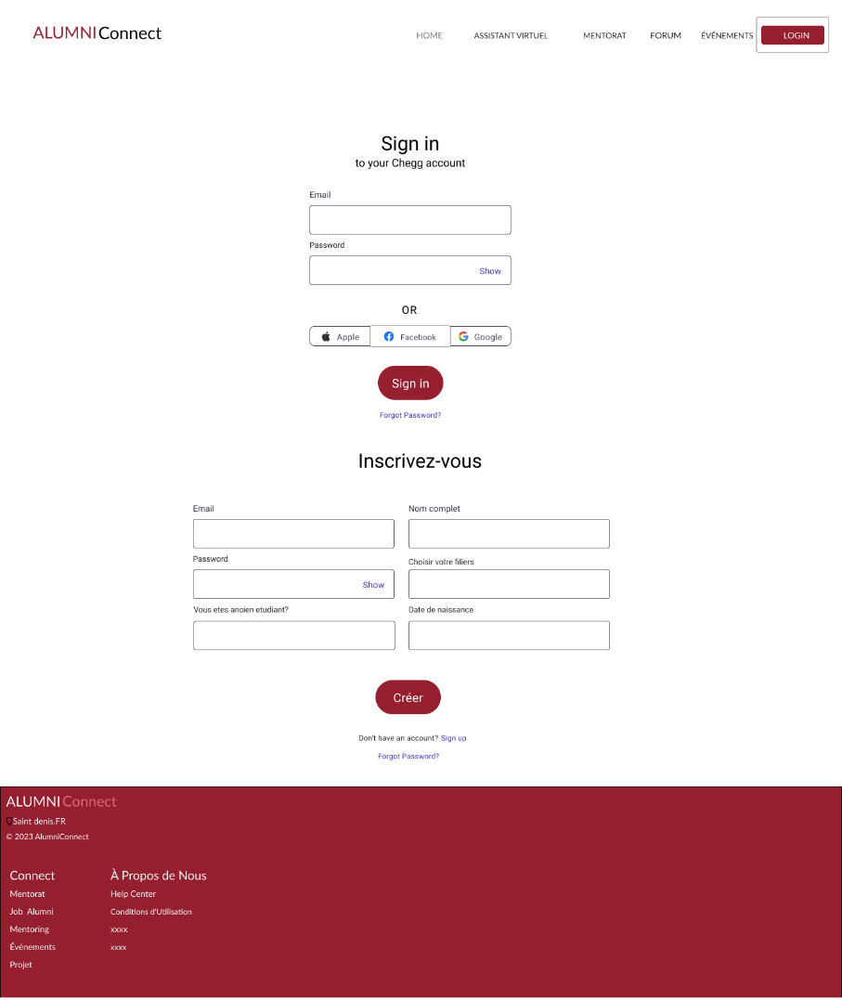 ALUMNI Connect
HOME ASSISTANT VIRTUEL MENTORAT FORUM ÉVÉNEMENTS LOGIN
Sign in
to your Chegg account
Email
Password
Show
OR
Apple Facebook Google
Sign in
Forgot Password?
Inscrivez-vous
Email Nom complet
Password Choisir votre filiers
Show
Vous etes ancien etudiant? Date de naissance
Créer
Don't have an account? Sign up
Forgot Password?
ALUMNI Connect
Saint denis,FR
© 2023 AlumniConnect
Connect À Propos de Nous
Mentorat Help Center
Job Alumni Conditions d'Utilisation
Mentoring xxxx
Événements xxxx
Projet